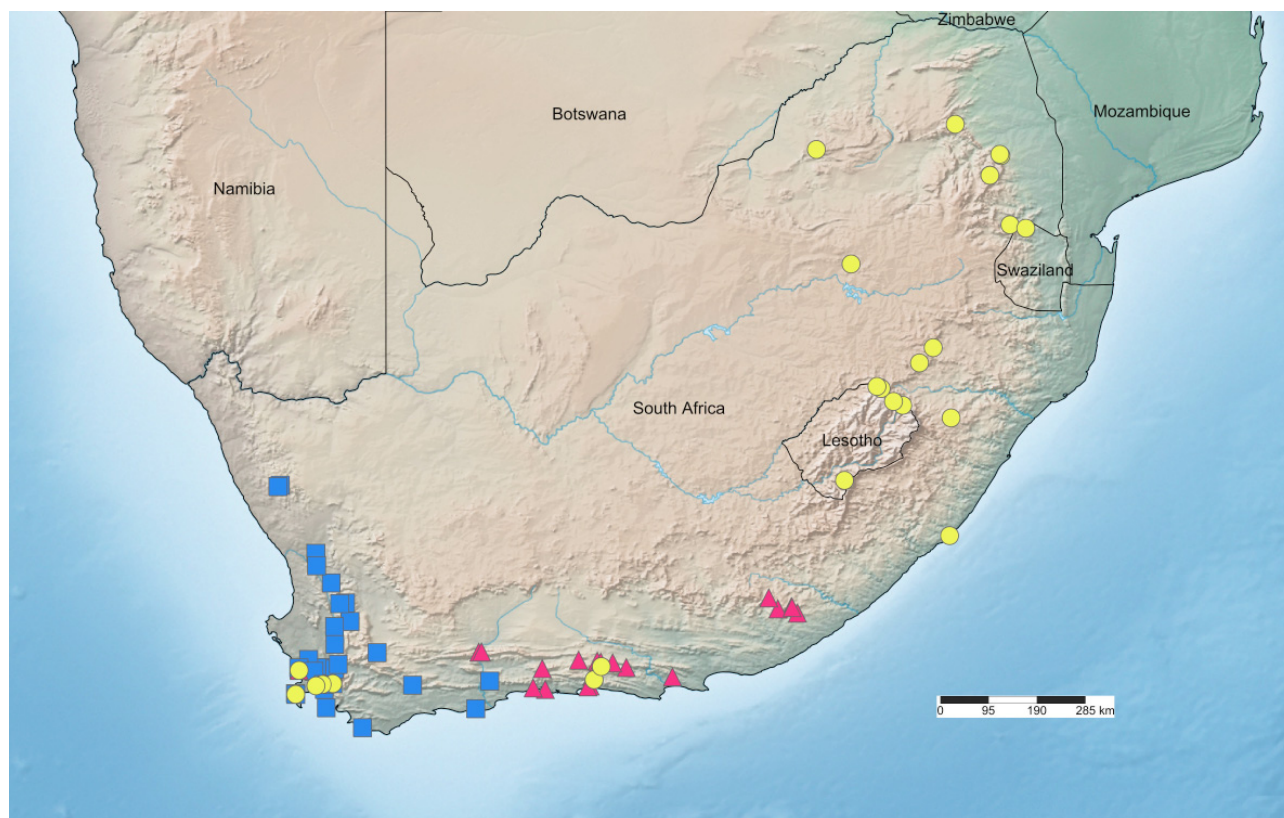 Zimbabwe
Botswana
Mozambique
Namibia
Swaziland
South Africa
Lesotho
0 95 190 285 km